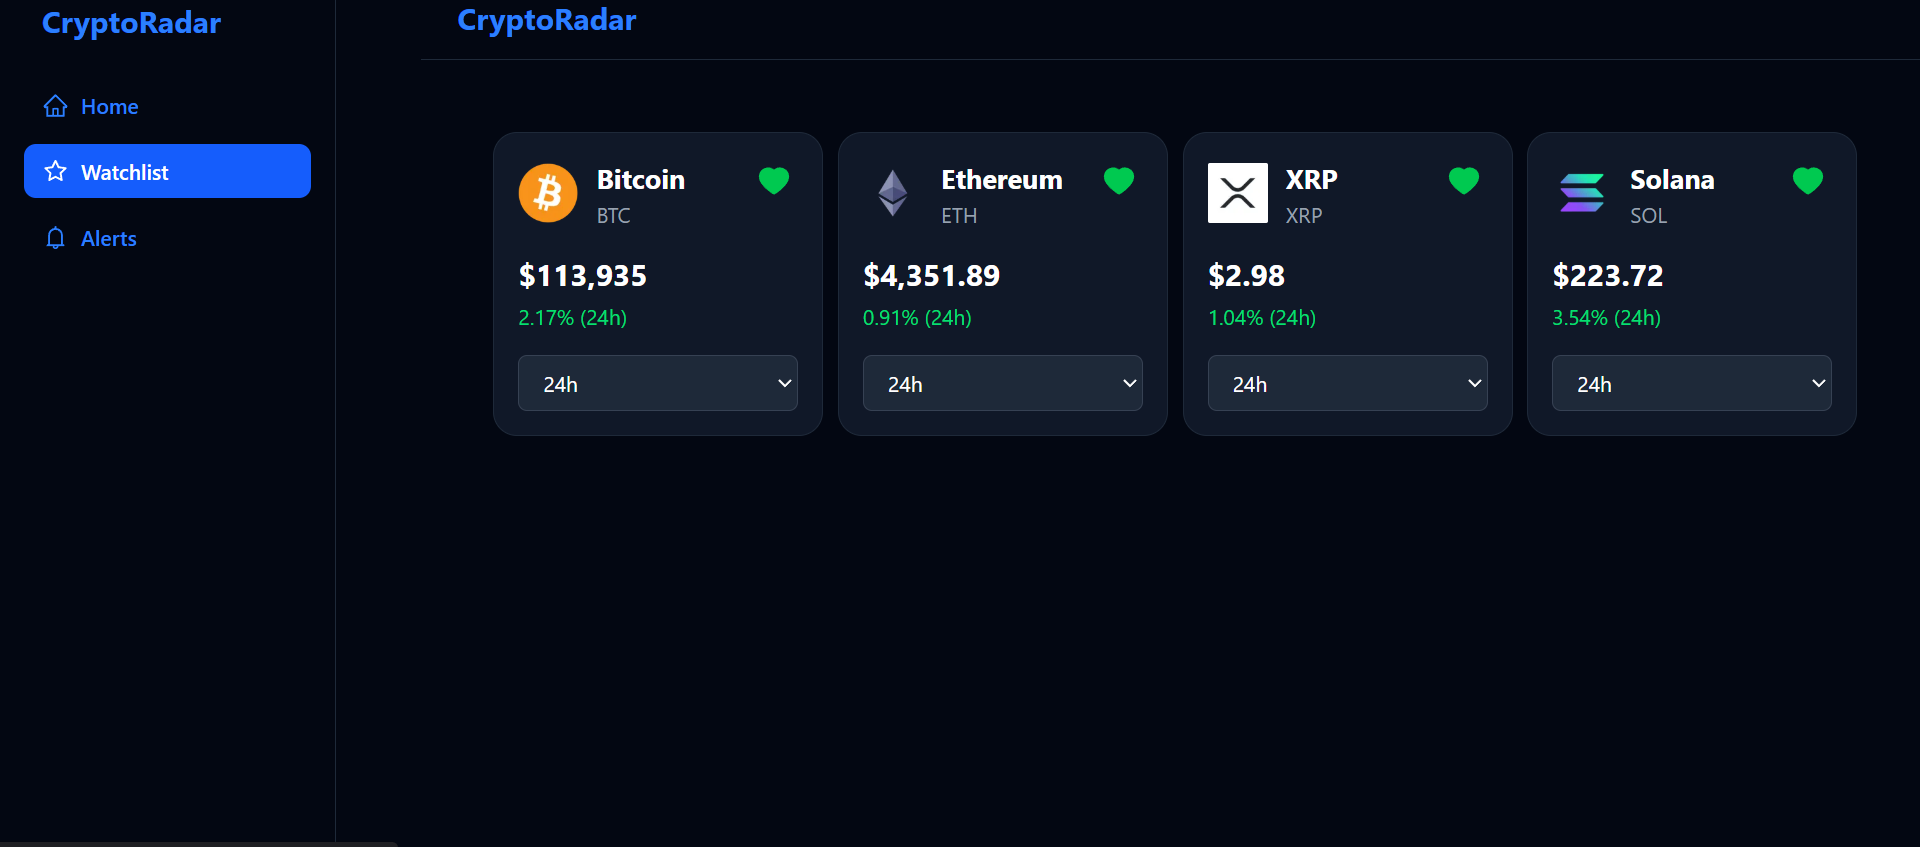 CryptoRadar
Home
Watchlist
Alerts
CryptoRadar
Bitcoin
BTC
$113,935
2.17% (24h)
24h
Ethereum
ETH
$4,351.89
0.91% (24h)
24h
XRP
XRP
$2.98
1.04% (24h)
24h
Solana
SOL
$223.72
3.54% (24h)
24h